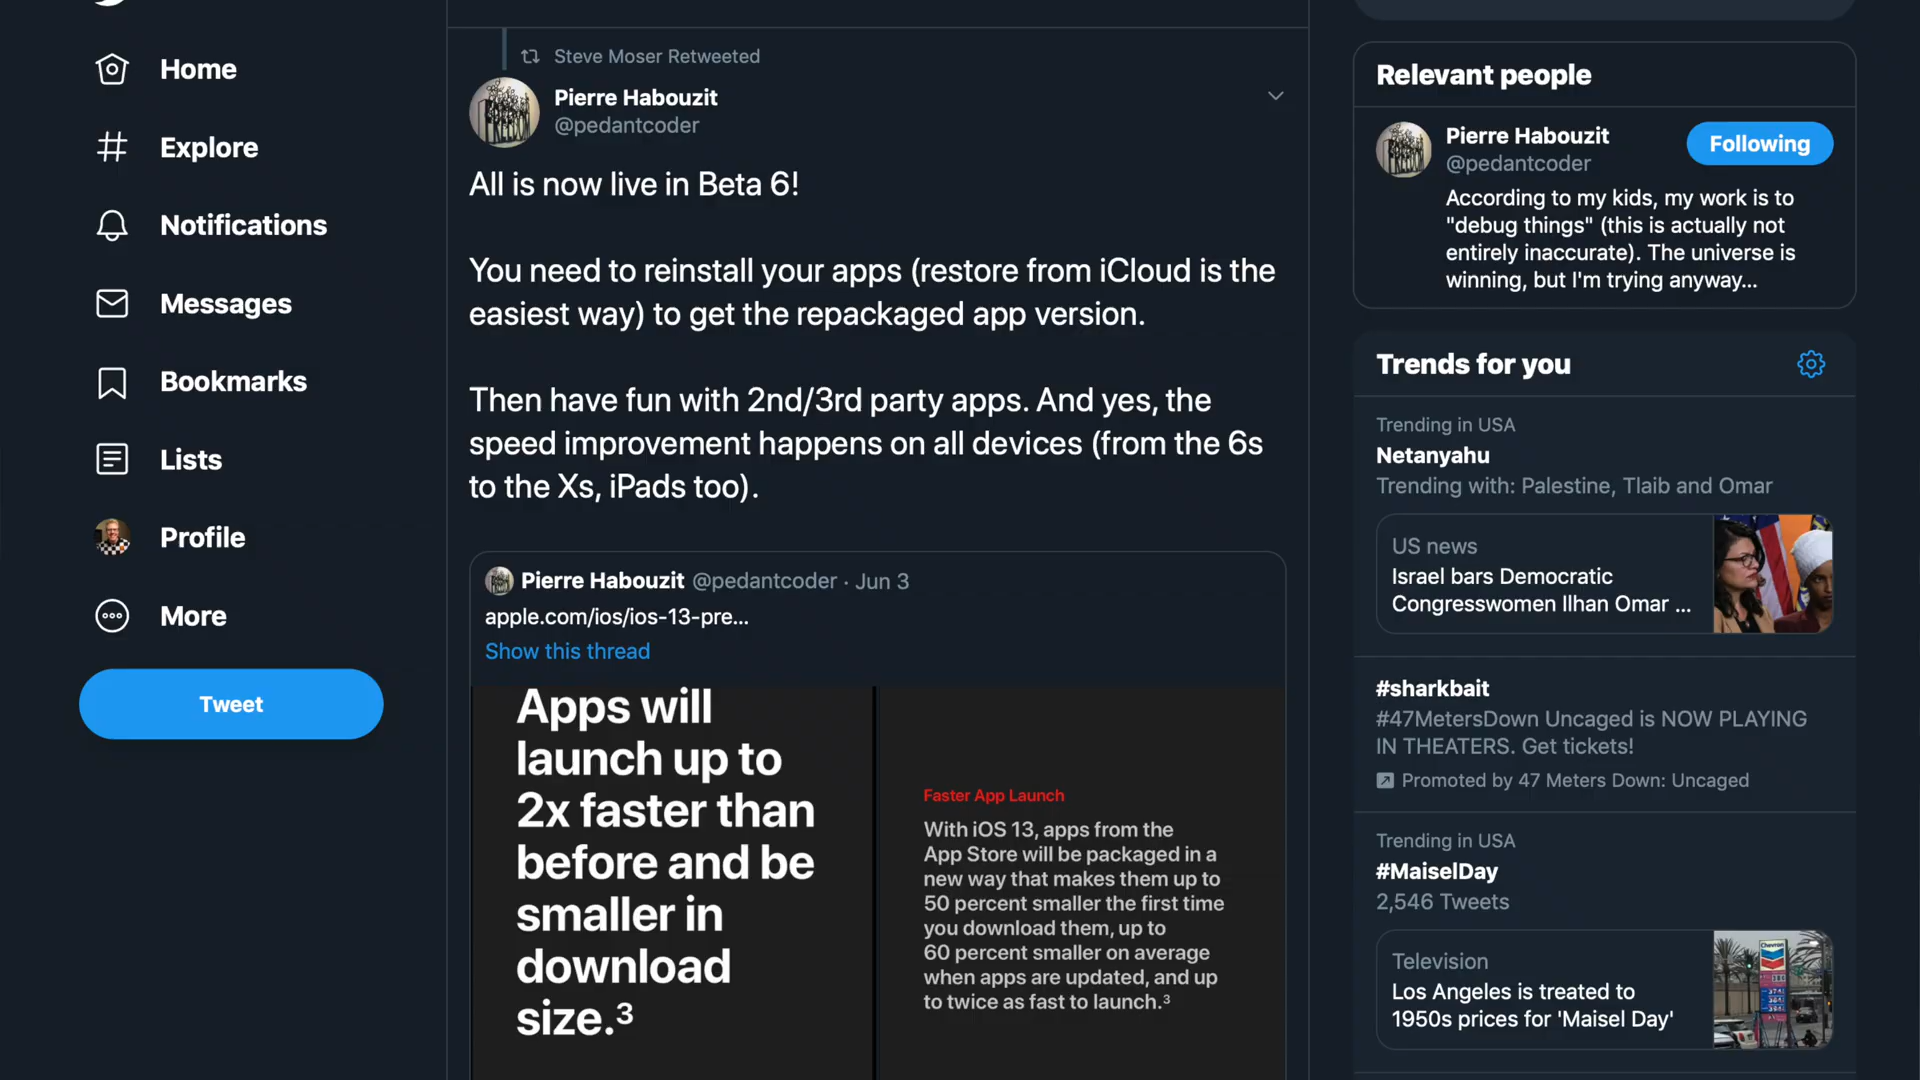 Home
Explore
Notifications
Messages
Bookmarks
Lists
Profile
More
Tweet
Steve Moser Retweeted
Pierre Habouzit
@pedantcoder
All is now live in Beta 6!
You need to reinstall your apps (restore from iCloud is the
easiest way) to get the repackaged app version.
Then have fun with 2nd/3rd party apps. And yes, the
speed improvement happens on all devices (from the 6s
to the Xs, iPads too).
Pierre Habouzit @pedantcoder · Jun 3
apple.com/ios/ios-13-pre...
Show this thread
Apps will
launch up to
2x faster than
before and be
smaller in
download
size.³
Faster App Launch
With iOS 13, apps from the
App Store will be packaged in a
new way that makes them up to
50 percent smaller the first time
you download them, up to
60 percent smaller on average
when apps are updated, and up
to twice as fast to launch.³
Relevant people
Pierre Habouzit
@pedantcoder
Following
According to my kids, my work is to
"debug things" (this is actually not
entirely inaccurate). The universe is
winning, but I'm trying anyway...
Trends for you
Trending in USA
Netanyahu
Trending with: Palestine, Tlaib and Omar
US news
Israel bars Democratic
Congresswomen Ilhan Omar ...
#sharkbait
#47MetersDown Uncaged is NOW PLAYING
IN THEATERS. Get tickets!
Promoted by 47 Meters Down: Uncaged
Trending in USA
#MaiselDay
2,546 Tweets
Television
Los Angeles is treated to
1950s prices for 'Maisel Day'
Chevron